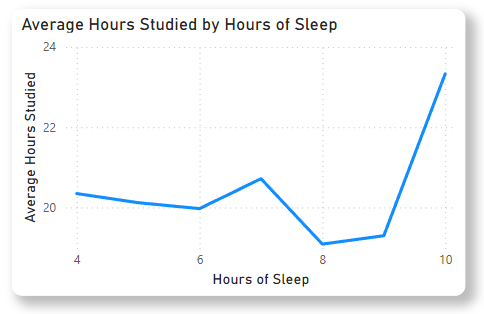 Average Hours Studied by Hours of Sleep
24
22
20
Average Hours Studied
4 6 8 10
Hours of Sleep